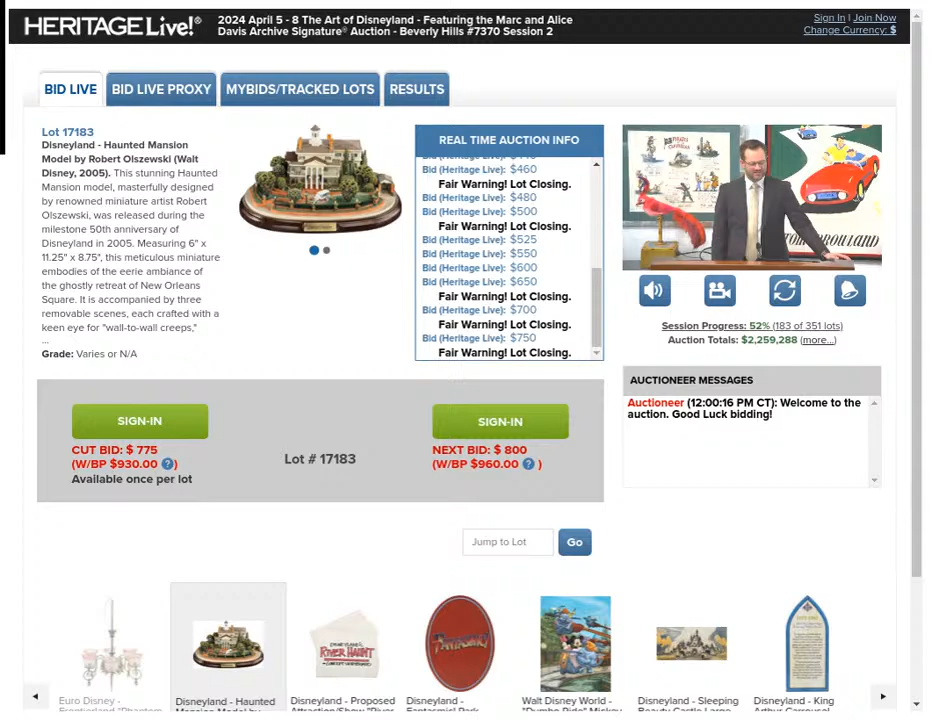 HERITAGE Live!®
2024 April 5 - 8 The Art of Disneyland - Featuring the Marc and Alice
Davis Archive Signature® Auction - Beverly Hills #7370 Session 2
Sign In | Join Now
Change Currency: $
BID LIVE
BID LIVE PROXY
MYBIDS/TRACKED LOTS
RESULTS
Lot 17183
Disneyland - Haunted Mansion
Model by Robert Olszewski (Walt
Disney, 2005). This stunning Haunted
Mansion model, masterfully designed
by renowned miniature artist Robert
Olszewski, was released during the
milestone 50th anniversary of
Disneyland in 2005. Measuring 6" x
11.25" x 8.75", this meticulous miniature
embodies of the eerie ambiance of
the ghostly retreat of New Orleans
Square. It is accompanied by three
removable scenes, each crafted with a
keen eye for "wall-to-wall creeps,"
...
Grade: Varies or N/A
REAL TIME AUCTION INFO
Bid (Heritage Live): $460
Fair Warning! Lot Closing.
Bid (Heritage Live): $480
Bid (Heritage Live): $500
Fair Warning! Lot Closing.
Bid (Heritage Live): $525
Bid (Heritage Live): $550
Bid (Heritage Live): $600
Bid (Heritage Live): $650
Fair Warning! Lot Closing.
Bid (Heritage Live): $700
Fair Warning! Lot Closing.
Bid (Heritage Live): $750
Fair Warning! Lot Closing.
Session Progress: 52% (183 of 351 lots)
Auction Totals: $2,259,288 (more...)
AUCTIONEER MESSAGES
Auctioneer (12:00:16 PM CT): Welcome to the
auction. Good Luck bidding!
SIGN-IN
CUT BID: $ 775
(W/BP $930.00 ?)
Available once per lot
Lot # 17183
SIGN-IN
NEXT BID: $ 800
(W/BP $960.00 ? )
Jump to Lot
Go
RIVER HAUNT
Fantasmic!
Euro Disney -
Disneyland - Haunted
Disneyland - Proposed
Disneyland -
Walt Disney World -
Disneyland - Sleeping
Disneyland - King